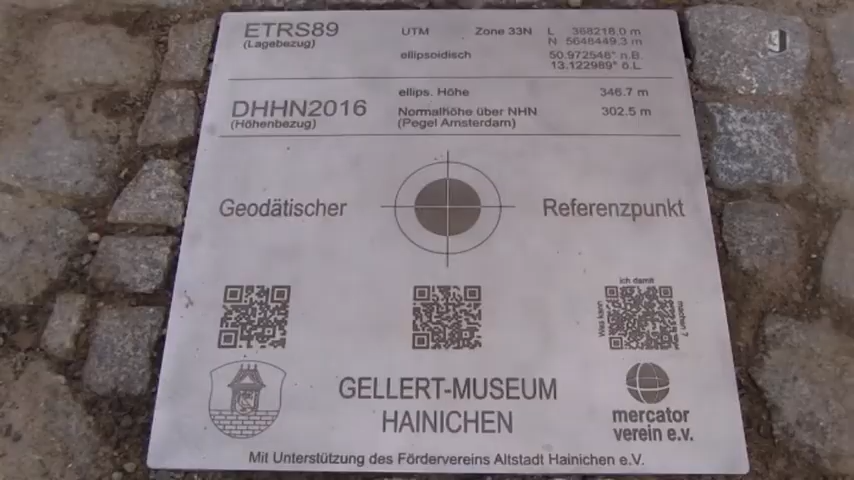 ETRS89 UTM Zone 33N L 368218,0 m
(Lagebezug) N 5648449,3 m
ellipsoidisch 50.972548° n.B.
13.122989° ö.L
ellips. Höhe 346.7 m
DHHN2016 Normalhöhe über NHN 302.5 m
(Höhenbezug) (Pegel Amsterdam)
Geodätischer Referenzpunkt
Was kann ich damit machen ?
GELLERT-MUSEUM
HAINICHEN
mercator
verein e.v.
Mit Unterstützung des Fördervereins Altstadt Hainichen e.V.